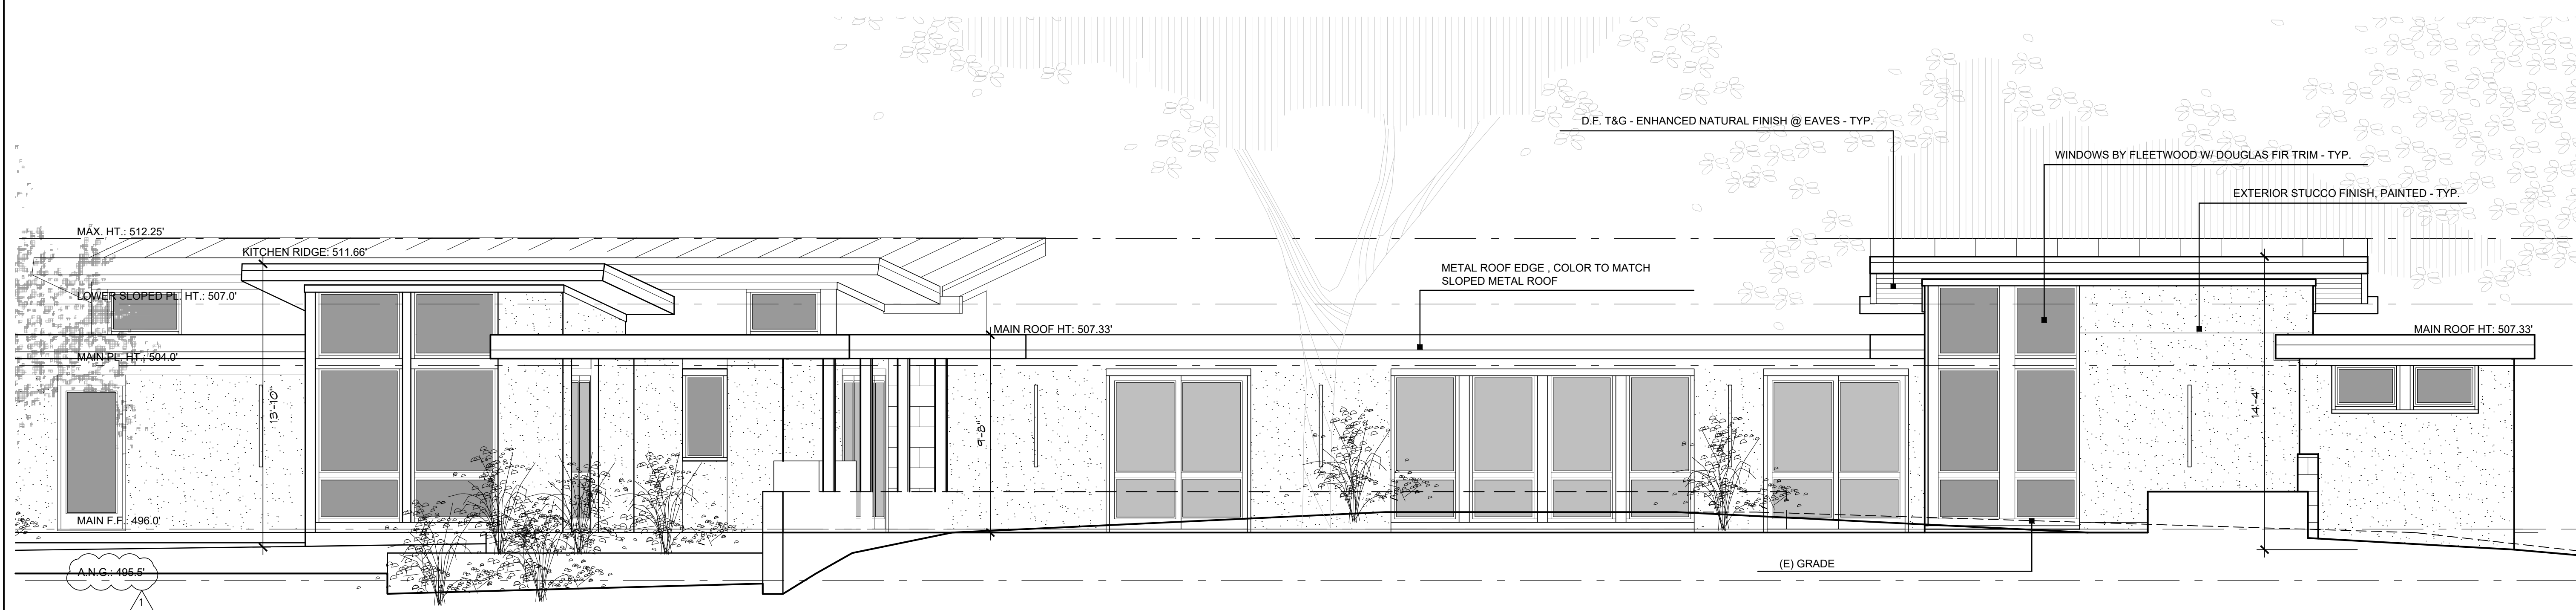 D.F. T&G - ENHANCED NATURAL FINISH @ EAVES - TYP.
WINDOWS BY FLEETWOOD W/ DOUGLAS FIR TRIM - TYP.
EXTERIOR STUCCO FINISH, PAINTED - TYP.
MAX. HT.: 512.25'
KITCHEN RIDGE: 511.66'
METAL ROOF EDGE , COLOR TO MATCH
SLOPED METAL ROOF
LOWER SLOPED PL. HT.: 507.0'
MAIN ROOF HT: 507.33'
MAIN ROOF HT: 507.33'
MAIN PL. HT.: 504.0'
13'-10"
9'-8"
14'-4"
MAIN F.F.: 496.0'
(E) GRADE
A.N.G.: 495.5'
1